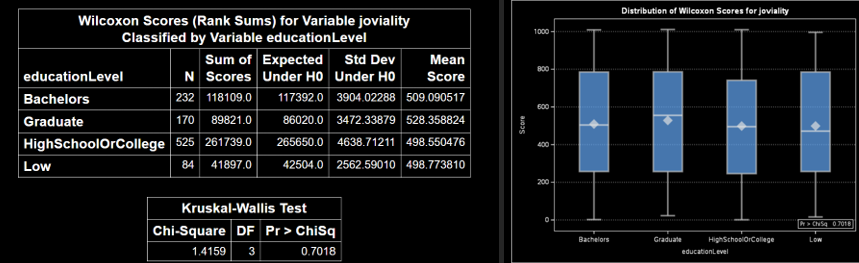 Wilcoxon Scores (Rank Sums) for Variable joviality
Classified by Variable educationLevel
educationLevel N Sum of Scores Expected Under H0 Std Dev Under H0 Mean Score
Bachelors 232 118109.0 117392.0 3904.02288 509.090517
Graduate 170 89821.0 86020.0 3472.33879 528.358824
HighSchoolOrCollege 525 261739.0 265650.0 4638.71211 498.550476
Low 84 41897.0 42504.0 2562.59010 498.773810
Kruskal-Wallis Test
Chi-Square DF Pr > ChiSq
1.4159 3 0.7018
Distribution of Wilcoxon Scores for joviality
1000
800
600
400
200
0
Score
Pr > ChiSq 0.7018
Bachelors Graduate HighSchoolOrCollege Low
educationLevel